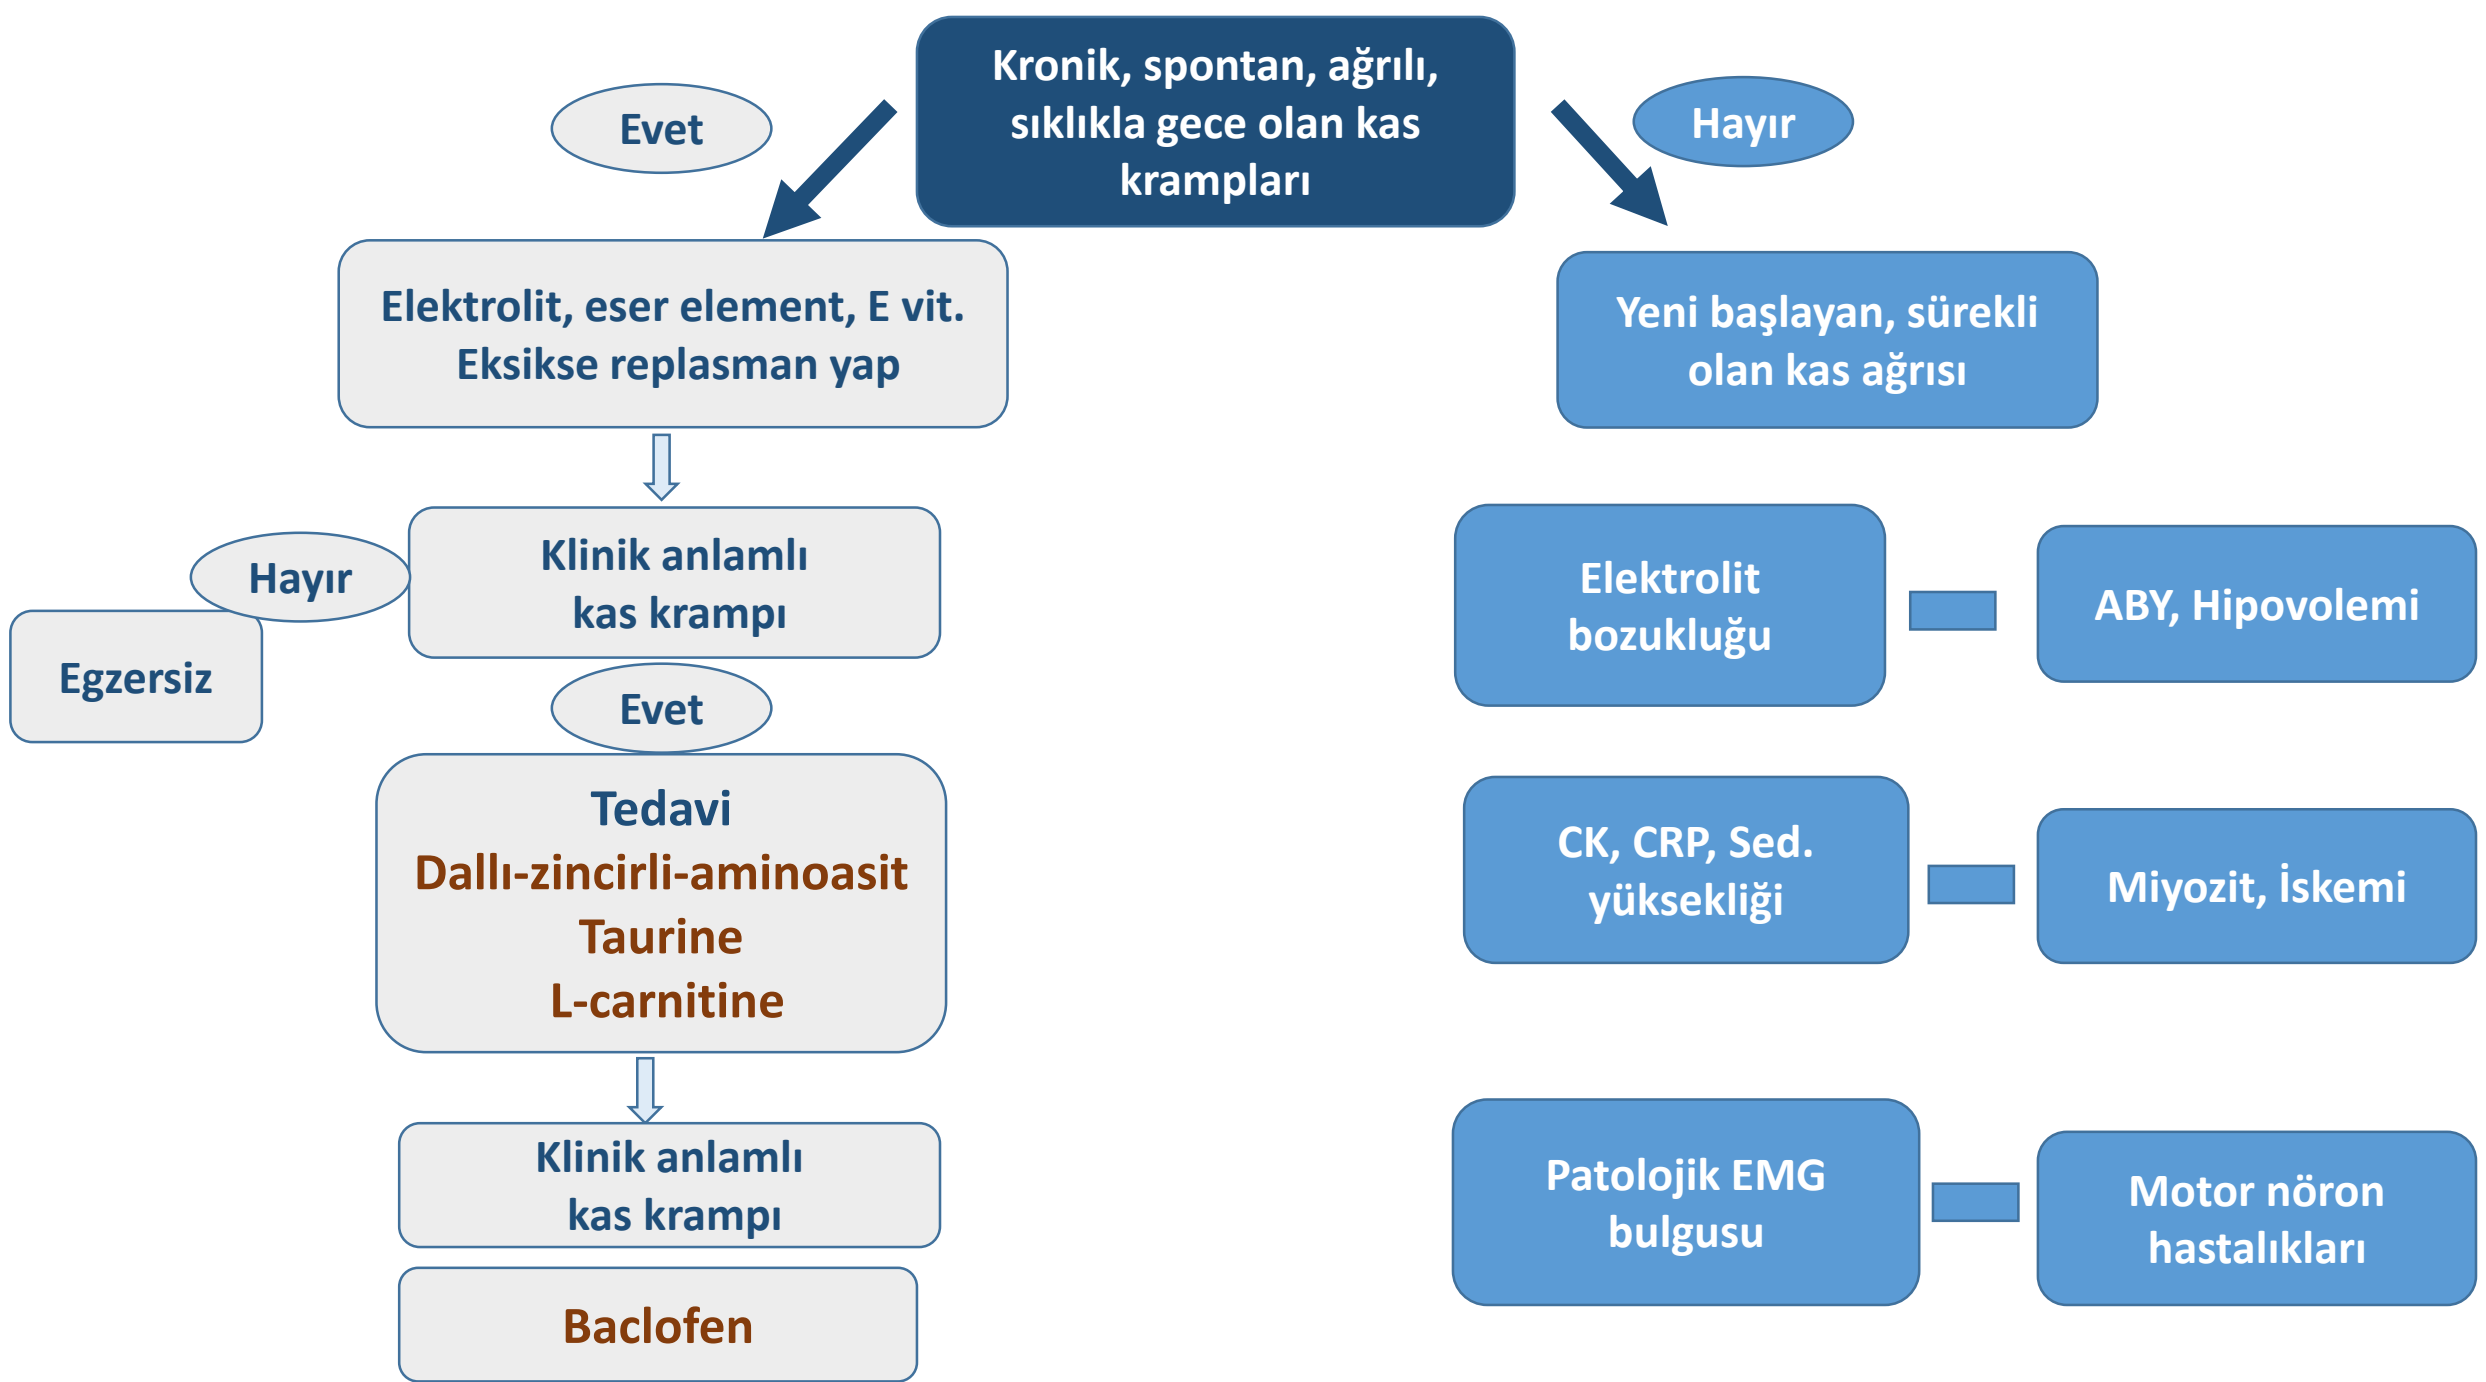 Kronik, spontan, ağrılı,
sıklıkla gece olan kas
krampları
Evet
Hayır
Elektrolit, eser element, E vit.
Eksikse replasman yap
Klinik anlamlı
kas krampı
Hayır
Egzersiz
Evet
Tedavi
Dallı-zincirli-aminoasit
Taurine
L-carnitine
Klinik anlamlı
kas krampı
Baclofen
Yeni başlayan, sürekli
olan kas ağrısı
Elektrolit
bozukluğu
ABY, Hipovolemi
CK, CRP, Sed.
yüksekliği
Miyozit, İskemi
Patolojik EMG
bulgusu
Motor nöron
hastalıkları